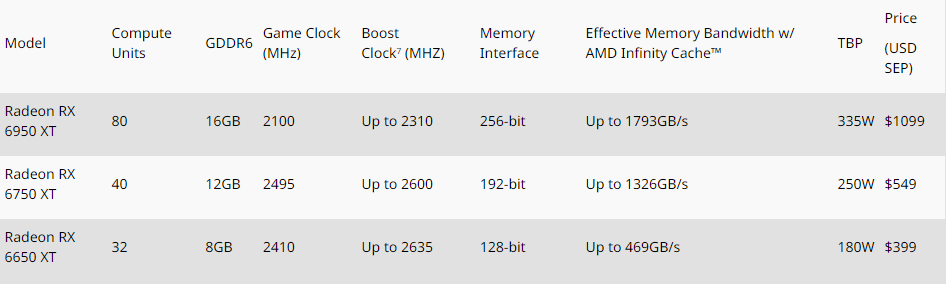 Model Compute Units GDDR6 Game Clock (MHz) Boost Clock⁷ (MHZ) Memory Interface Effective Memory Bandwidth w/ AMD Infinity Cache™ TBP Price (USD SEP)
Radeon RX 6950 XT 80 16GB 2100 Up to 2310 256-bit Up to 1793GB/s 335W $1099
Radeon RX 6750 XT 40 12GB 2495 Up to 2600 192-bit Up to 1326GB/s 250W $549
Radeon RX 6650 XT 32 8GB 2410 Up to 2635 128-bit Up to 469GB/s 180W $399